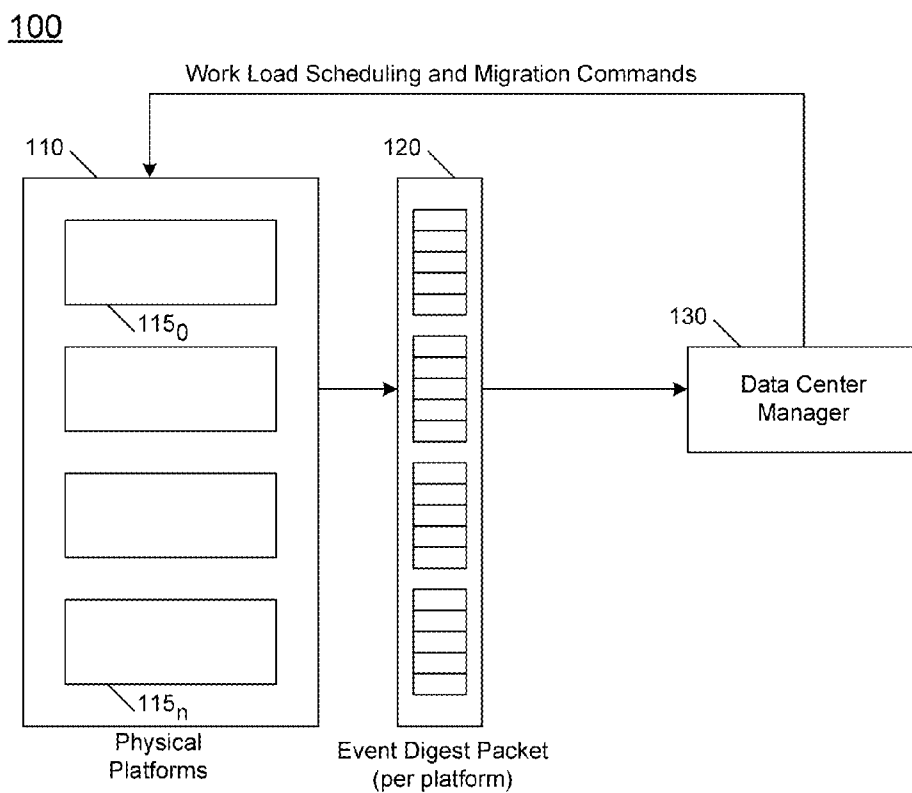 100
Work Load Scheduling and Migration Commands
110
120
115₀
130
Data Center
Manager
115ₙ
Physical
Platforms
Event Digest Packet
(per platform)